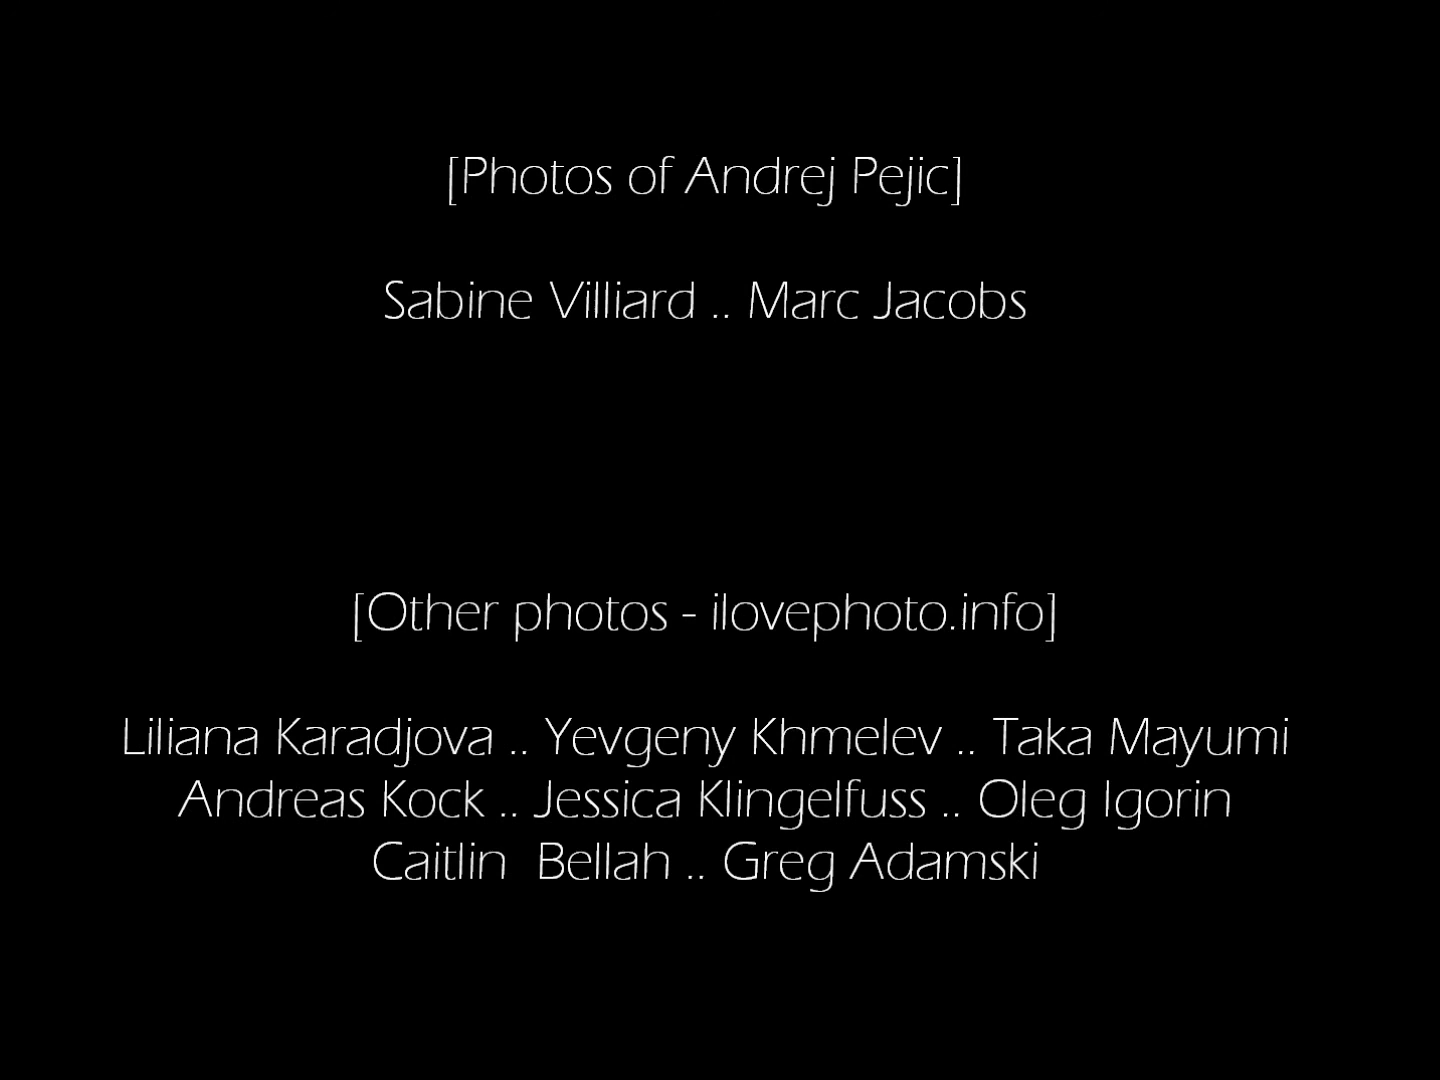 [Photos of Andrej Pejic]
Sabine Villiard .. Marc Jacobs
[Other photos - ilovephoto.info]
Liliana Karadjova .. Yevgeny Khmelev .. Taka Mayumi
Andreas Kock .. Jessica Klingelfuss .. Oleg Igorin
Caitlin  Bellah .. Greg Adamski